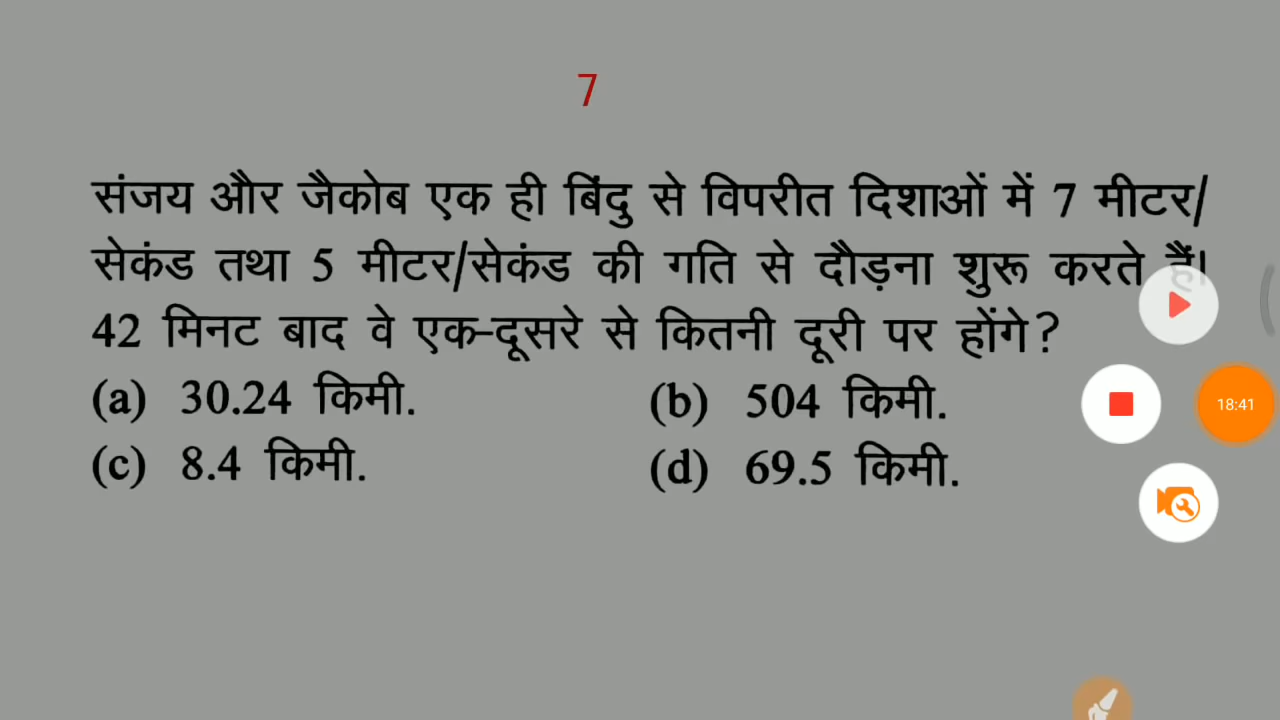 7
संजय और जैकोब एक ही बिंदु से विपरीत दिशाओं में 7 मीटर/
सेकंड तथा 5 मीटर/सेकंड की गति से दौड़ना शुरू करते हैं।
42 मिनट बाद वे एक-दूसरे से कितनी दूरी पर होंगे?
(a) 30.24 किमी. (b) 504 किमी.
(c) 8.4 किमी. (d) 69.5 किमी.
18:41